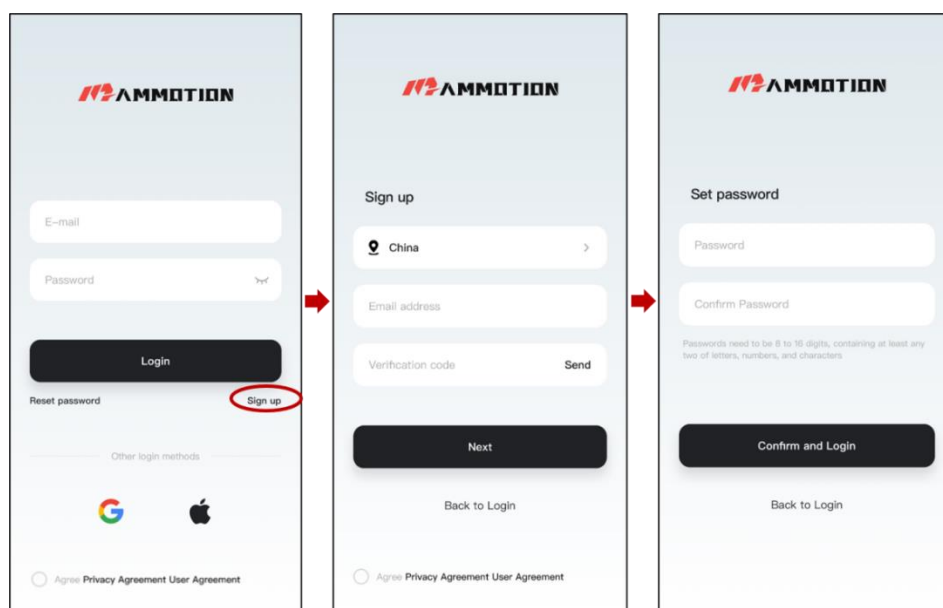 MAMMOTION
E-mail
Password
Login
Reset password
Sign up
Other login methods
Agree Privacy Agreement User Agreement
MAMMOTION
Sign up
China
Email address
Verification code
Send
Next
Back to Login
Agree Privacy Agreement User Agreement
MAMMOTION
Set password
Password
Confirm Password
Passwords need to be 8 to 16 digits, containing at least any
two of letters, numbers, and characters
Confirm and Login
Back to Login